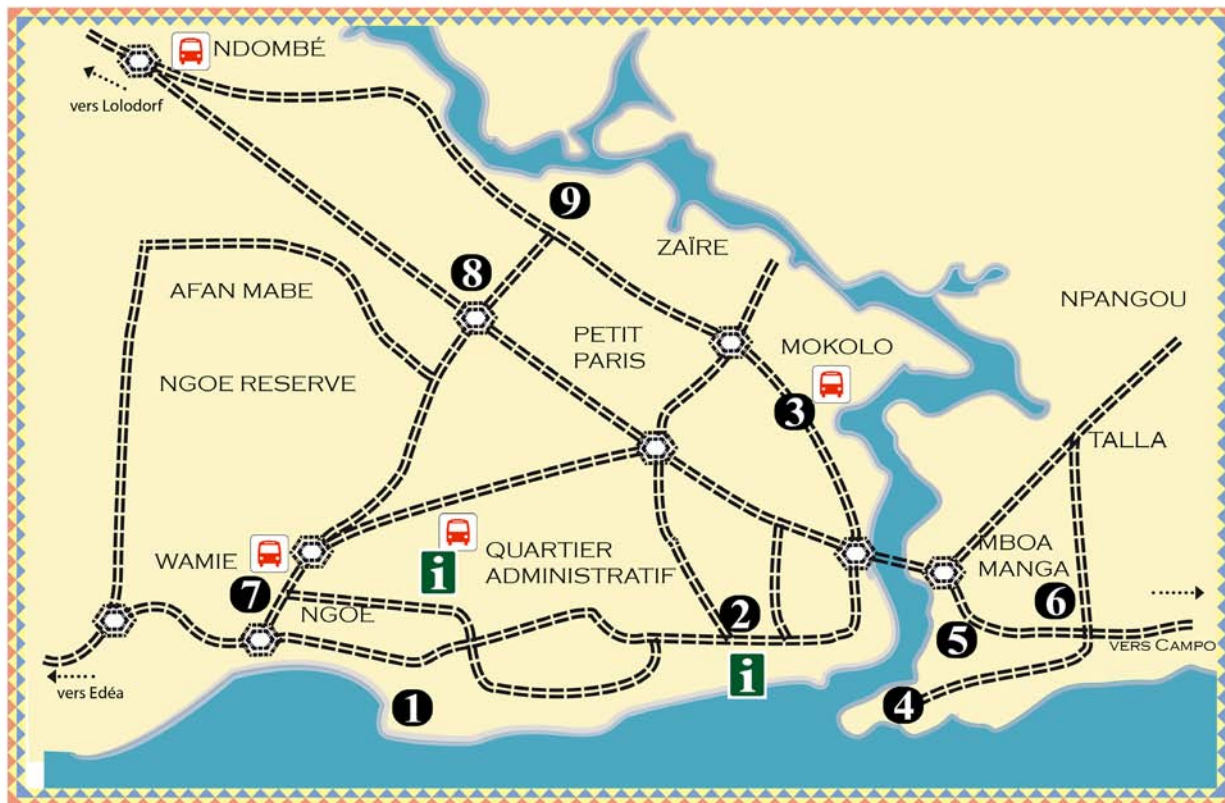 NDOMBÉ
vers Lolodorf
9
ZAÏRE
8
AFAN MABE
NPANGOU
PETIT
PARIS
MOKOLO
NGOE RESERVE
3
TALLA
WAMIE
i
QUARTIER
ADMINISTRATIF
MBOA
MANGA
7
NGOE
2
6
5
VERS CAMPO
vers Edéa
i
1
4